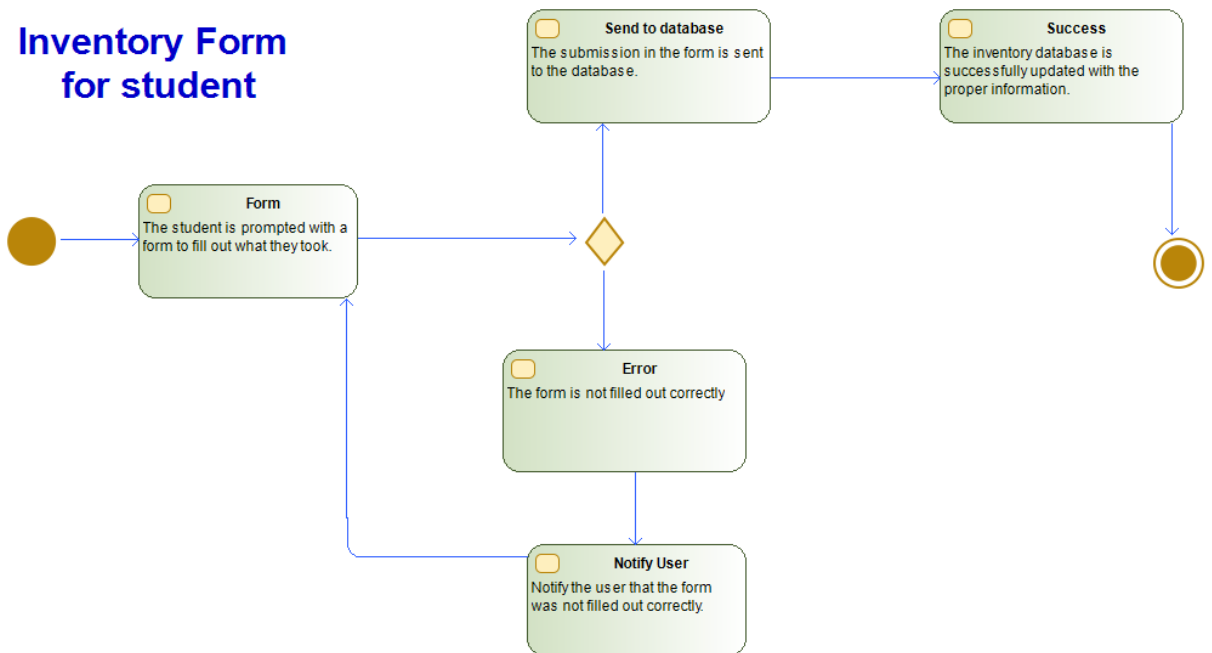 Inventory Form
for student
Send to database
The submission in the form is sent
to the database.
Success
The inventory database is
successfully updated with the
proper information.
Form
The student is prompted with a
form to fill out what they took.
Error
The form is not filled out correctly
Notify User
Notify the user that the form
was not filled out correctly.